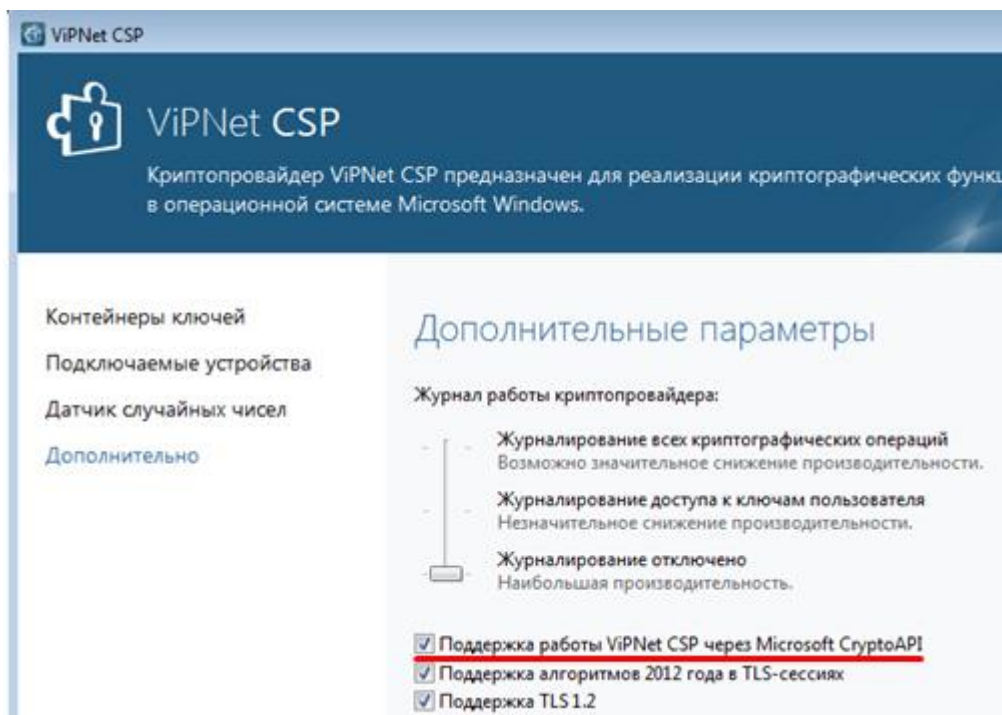 ViPNet CSP
ViPNet CSP
Криптопровайдер ViPNet CSP предназначен для реализации криптографических
в операционной системе Microsoft Windows.
Контейнеры ключей
Подключаемые устройства
Датчик случайных чисел
Дополнительно
Дополнительные параметры
Журнал работы криптопровайдера:
Журналирование всех криптографических операций
Возможно значительное снижение производительности.
Журналирование доступа к ключам пользователя
Незначительное снижение производительности.
Журналирование отключено
Наибольшая производительность.
Поддержка работы ViPNet CSP через Microsoft CryptoAPI
Поддержка алгоритмов 2012 года в TLS-сессиях
Поддержка TLS 1.2